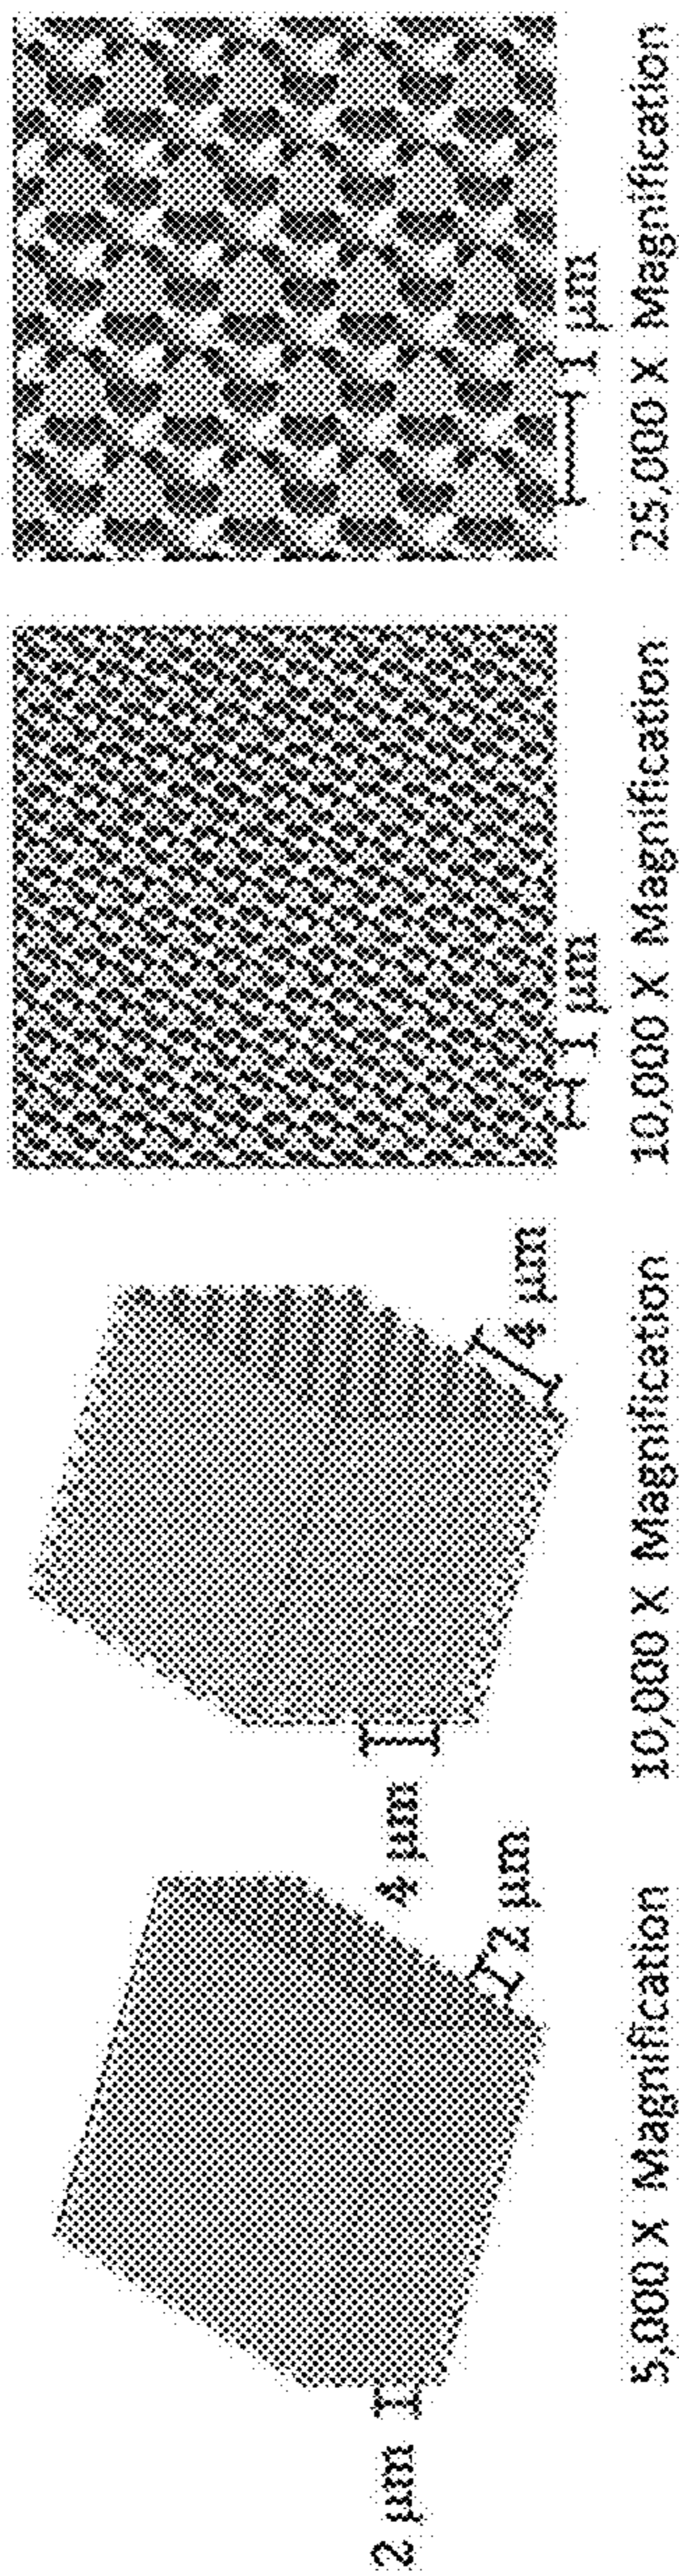 2 μm
2 μm
5,000 X Magnification
4 μm
4 μm
10,000 X Magnification
1 μm
10,000 X Magnification
1 μm
25,000 X Magnification